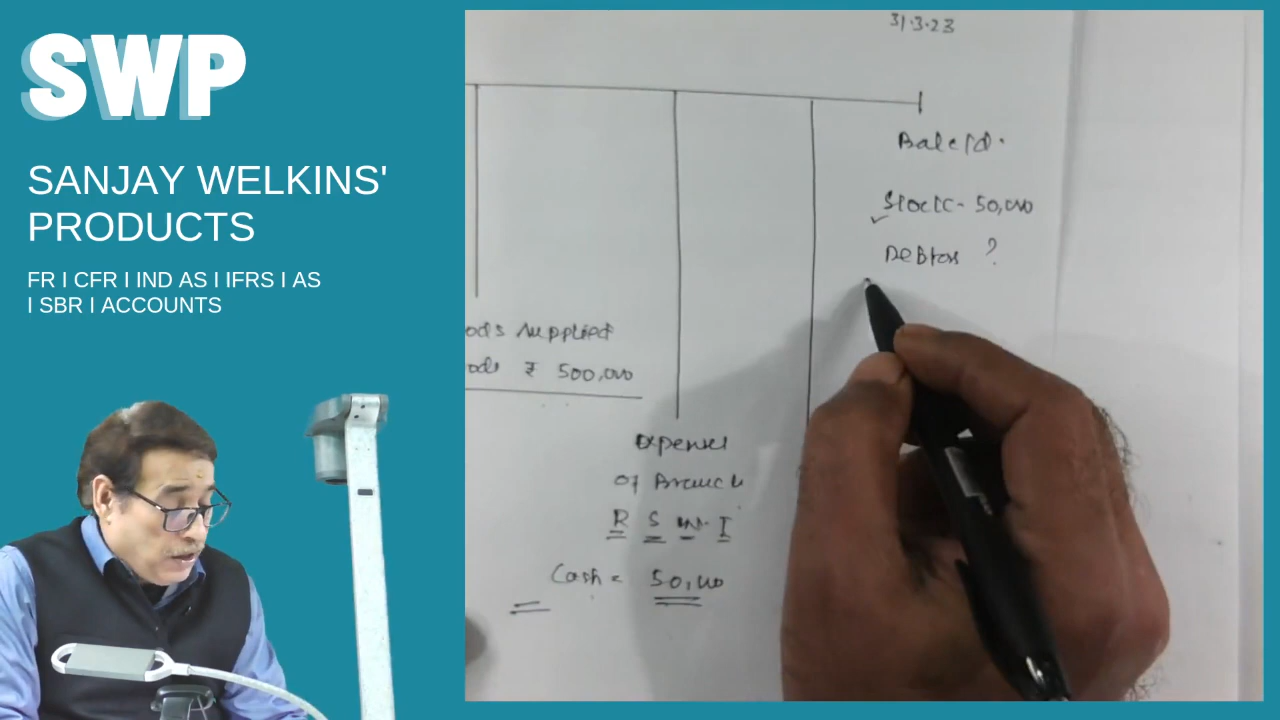 SWP
SANJAY WELKINS'
PRODUCTS
FR I CFR I IND AS I IFRS I AS
I SBR I ACCOUNTS
31.3.23
Bal c/d.
Stock - 50,000
Debtors ?
ods supplied
ods ₹ 500,000
Expenses
of Branch
R S W. I
Cash = 50,000